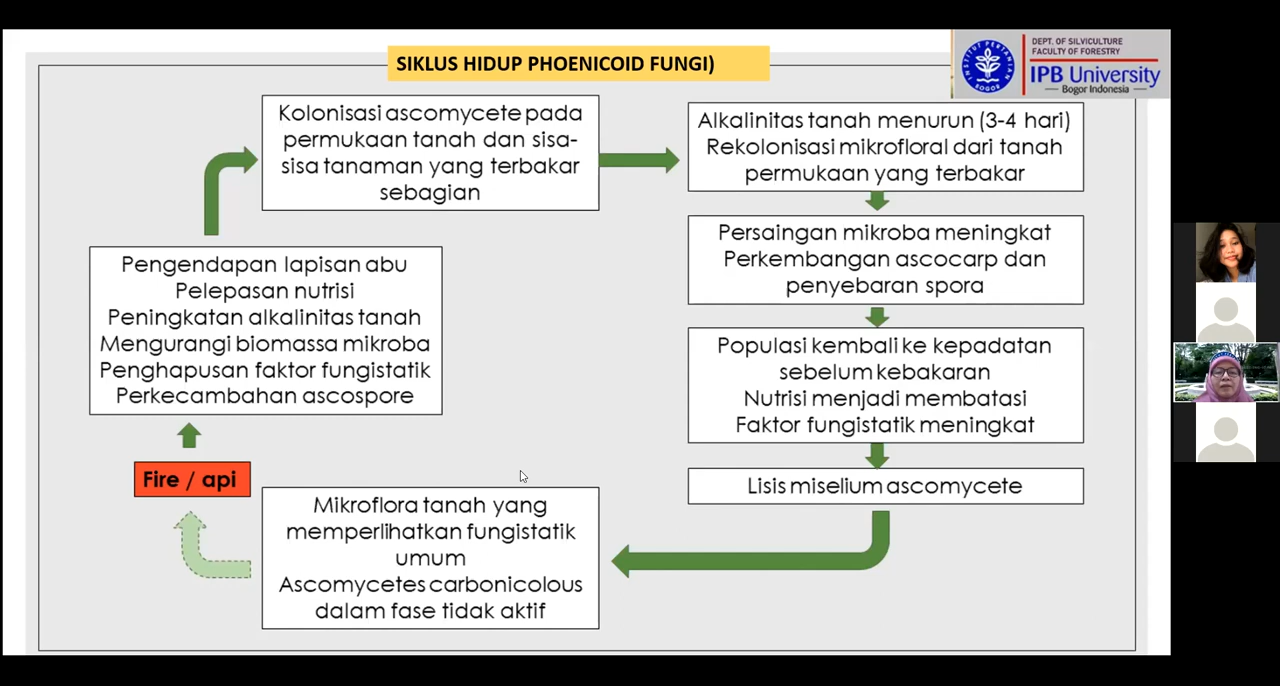 SIKLUS HIDUP PHOENICOID FUNGI)
DEPT. OF SILVICULTURE
FACULTY OF FORESTRY
IPB University
Bogor Indonesia
Kolonisasi ascomycete pada
permukaan tanah dan sisa-
sisa tanaman yang terbakar
sebagian
Alkalinitas tanah menurun (3-4 hari)
Rekolonisasi mikrofloral dari tanah
permukaan yang terbakar
Persaingan mikroba meningkat
Perkembangan ascocarp dan
penyebaran spora
Populasi kembali ke kepadatan
sebelum kebakaran
Nutrisi menjadi membatasi
Faktor fungistatik meningkat
Lisis miselium ascomycete
Mikroflora tanah yang
memperlihatkan fungistatik
umum
Ascomycetes carbonicolous
dalam fase tidak aktif
Fire / api
Pengendapan lapisan abu
Pelepasan nutrisi
Peningkatan alkalinitas tanah
Mengurangi biomassa mikroba
Penghapusan faktor fungistatik
Perkecambahan ascospore